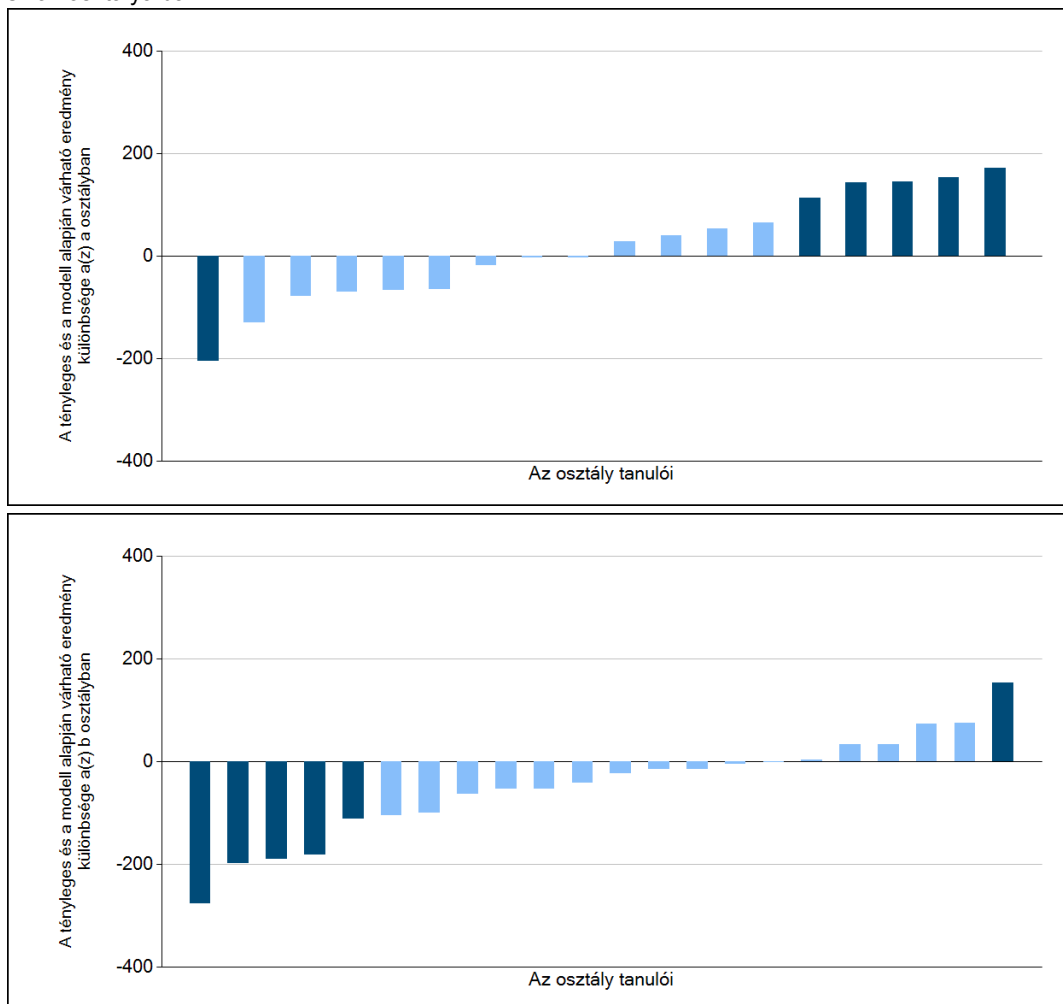 A tényleges és a modell alapján várható eredmény
különbsége a(z) a osztályban
400
200
0
-200
-400
Az osztály tanulói
A tényleges és a modell alapján várható eredmény
különbsége a(z) b osztályban
400
200
0
-200
-400
Az osztály tanulói